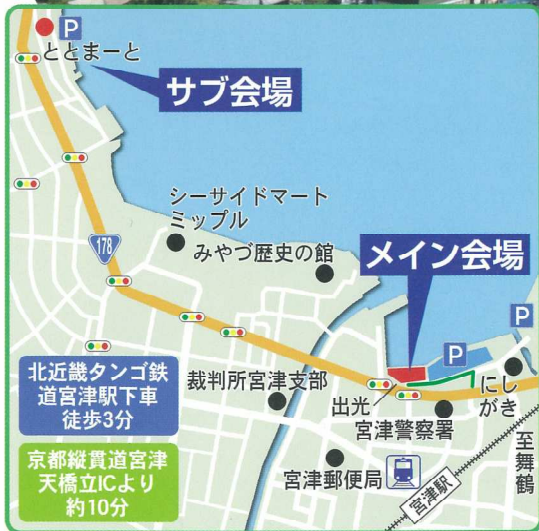 P
ととまーと
サブ会場
シーサイドマート
ミップル
178
みやづ歴史の館
メイン会場
P
P
北近畿タンゴ鉄
道宮津駅下車
徒歩3分
裁判所宮津支部
出光
宮津警察署
にし
がき
京都縦貫道宮津
天橋立ICより
約10分
宮津郵便局
宮津駅
至舞鶴